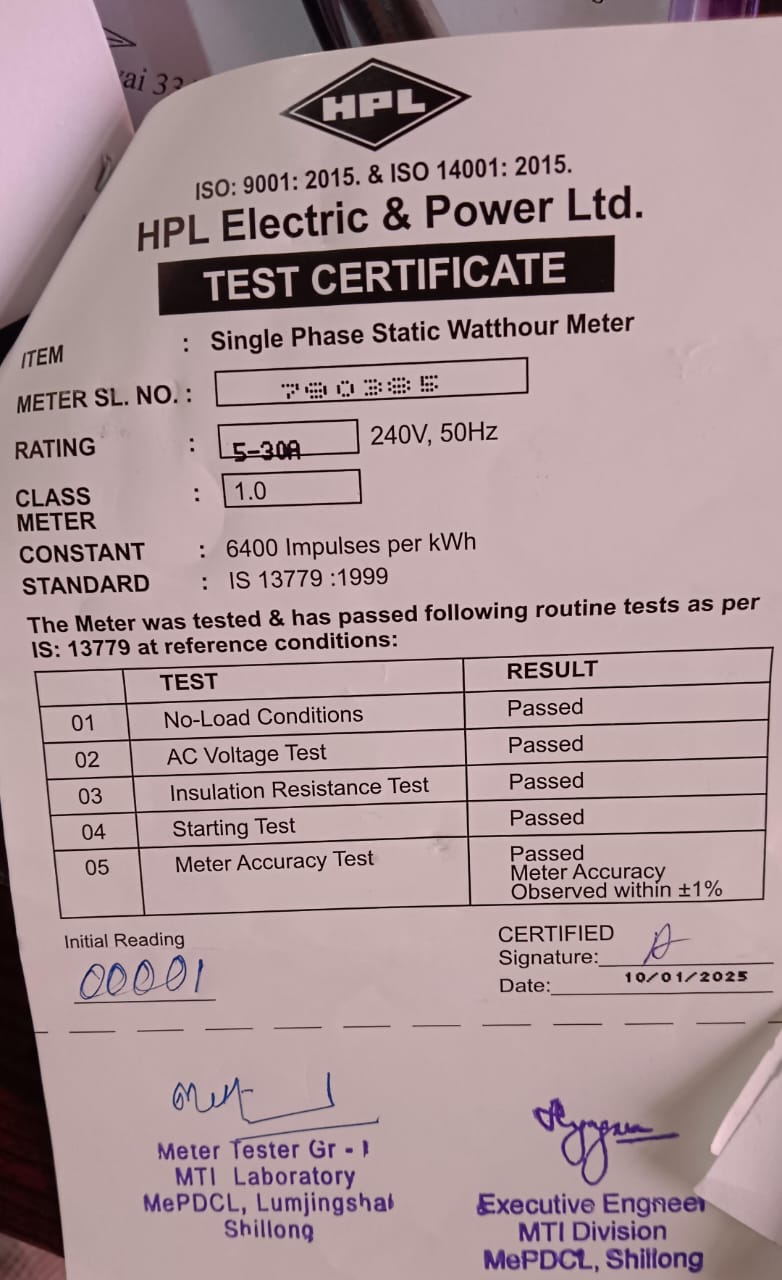 ai 33
HPL
ISO: 9001: 2015. & ISO 14001: 2015.
HPL Electric & Power Ltd.
TEST CERTIFICATE
ITEM : Single Phase Static Watthour Meter
METER SL. NO. :
RATING : 5-30A 240V, 50Hz
CLASS : 1.0
METER
CONSTANT : 6400 Impulses per kWh
STANDARD : IS 13779 :1999
The Meter was tested & has passed following routine tests as per
IS: 13779 at reference conditions:
TEST RESULT
01 No-Load Conditions Passed
02 AC Voltage Test Passed
03 Insulation Resistance Test Passed
04 Starting Test Passed
05 Meter Accuracy Test Passed
Meter Accuracy
Observed within ±1%
Initial Reading
00001
CERTIFIED
Signature:
Date: 10/01/2025
Meter Tester Gr - I
MTI Laboratory
MePDCL, Lumjingshai
Shillong
Executive Engneer
MTI Division
MePDCL, Shillong